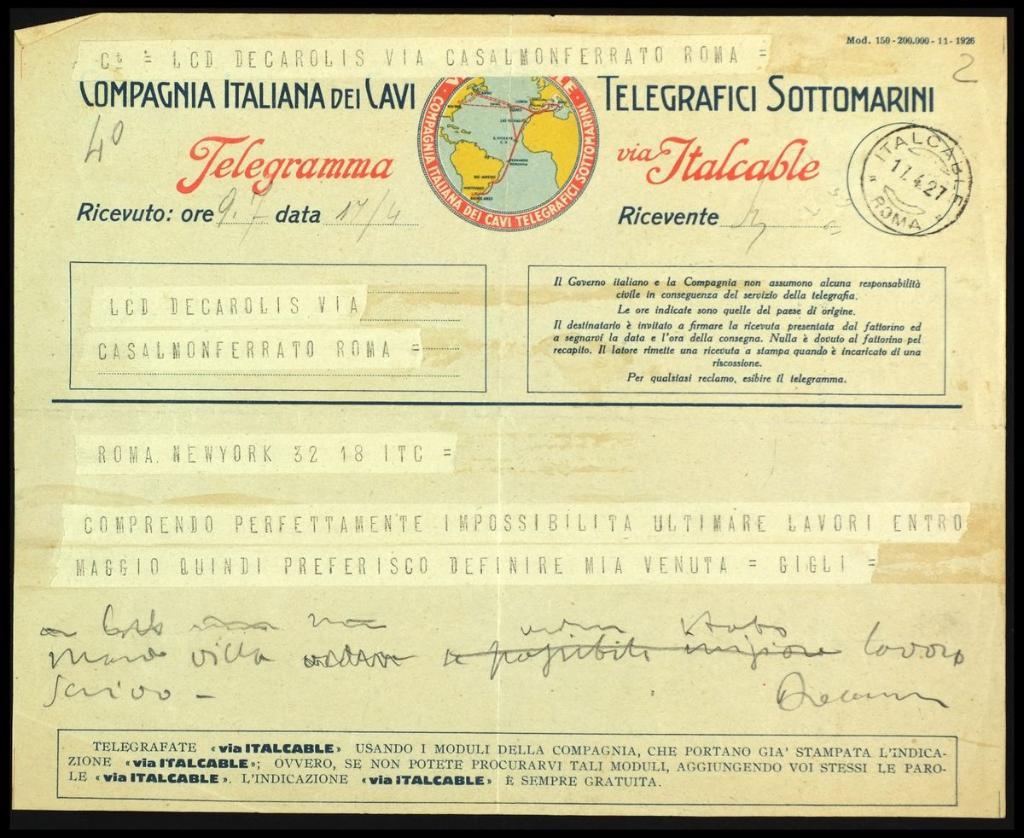 Mod. 150-200.000-11-1926
Ct = LCD DECAROLIS VIA CASALMONFERRATO ROMA =
2
COMPAGNIA ITALIANA DEI CAVI TELEGRAFICI SOTTOMARINI
COMPAGNIA ITALIANA DEI CAVI TELEGRAFICI SOTTOMARINI
40
Telegramma via Italcable
ITALCABLE
17.4.27
ROMA
Ricevuto: ore 9.7 data 17/4 Ricevente
LCD DECAROLIS VIA
CASALMONFERRATO ROMA =
Il Governo italiano e la Compagnia non assumono alcuna responsabilità
civile in conseguenza del servizio della telegrafia.
Le ore indicate sono quelle del paese di origine.
Il destinatario è invitato a firmare la ricevuta presentata dal fattorino ed
a segnarvi la data e l'ora della consegna. Nulla è dovuto al fattorino pel
recapito. Il latore rimette una ricevuta a stampa quando è incaricato di una
riscossione.
Per qualsiasi reclamo, esibire il telegramma.
ROMA. NEWYORK 32 18 ITC =
COMPRENDO PERFETTAMENTE IMPOSSIBILITA ULTIMARE LAVORI ENTRO
MAGGIO QUINDI PREFERISCO DEFINIRE MIA VENUTA = GIGLI =
villa lavoro
scrivo -
TELEGRAFATE «via ITALCABLE» USANDO I MODULI DELLA COMPAGNIA, CHE PORTANO GIA' STAMPATA L'INDICA-
ZIONE «via ITALCABLE»; OVVERO, SE NON POTETE PROCURARVI TALI MODULI, AGGIUNGENDO VOI STESSI LE PARO-
LE «via ITALCABLE». L'INDICAZIONE «via ITALCABLE» È SEMPRE GRATUITA.